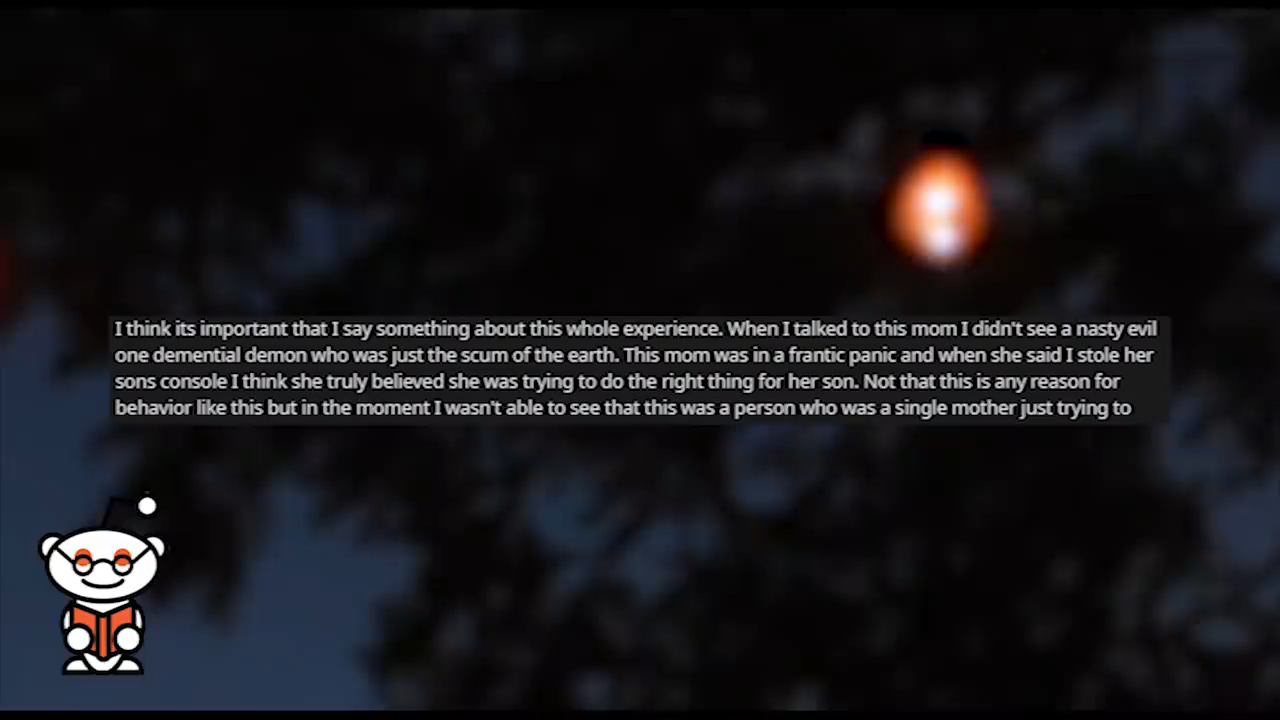 I think its important that I say something about this whole experience. When I talked to this mom I didn't see a nasty evil
one demential demon who was just the scum of the earth. This mom was in a frantic panic and when she said I stole her
sons console I think she truly believed she was trying to do the right thing for her son. Not that this is any reason for
behavior like this but in the moment I wasn't able to see that this was a person who was a single mother just trying to